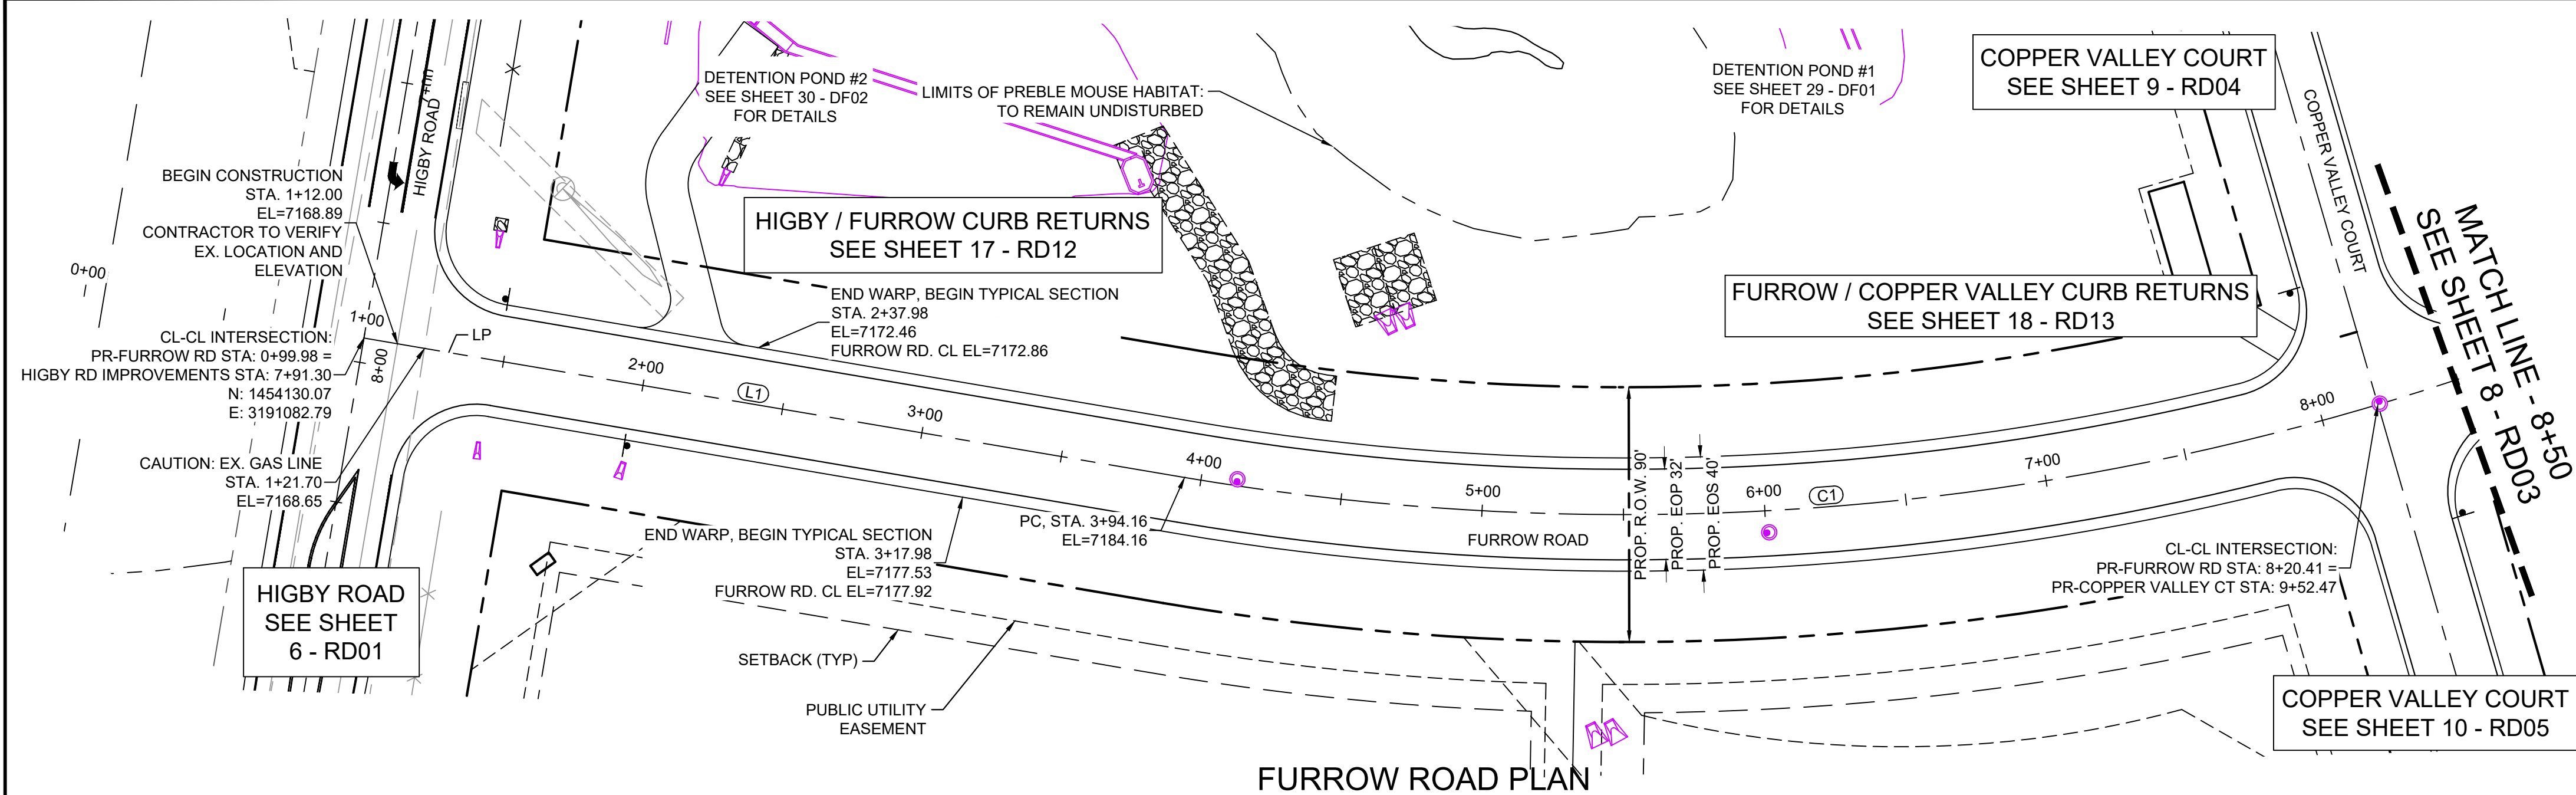 DETENTION POND #2
SEE SHEET 30 - DF02
FOR DETAILS
LIMITS OF PREBLE MOUSE HABITAT:
TO REMAIN UNDISTURBED
DETENTION POND #1
SEE SHEET 29 - DF01
FOR DETAILS
COPPER VALLEY COURT
SEE SHEET 9 - RD04
COPPER VALLEY COURT
HIGBY ROAD
BEGIN CONSTRUCTION
STA. 1+12.00
EL=7168.89
CONTRACTOR TO VERIFY
EX. LOCATION AND
ELEVATION
HIGBY / FURROW CURB RETURNS
SEE SHEET 17 - RD12
MATCH LINE - 8+50
SEE SHEET 8 - RD03
0+00
END WARP, BEGIN TYPICAL SECTION
STA. 2+37.98
EL=7172.46
FURROW RD. CL EL=7172.86
FURROW / COPPER VALLEY CURB RETURNS
SEE SHEET 18 - RD13
1+00
LP
CL-CL INTERSECTION:
PR-FURROW RD STA: 0+99.98 =
HIGBY RD IMPROVEMENTS STA: 7+91.30
N: 1454130.07
E: 3191082.79
8+00
2+00
L1
3+00
4+00
5+00
6+00
C1
7+00
8+00
CAUTION: EX. GAS LINE
STA. 1+21.70
EL=7168.65
PROP. R.O.W. 90'
PROP. EOP 32'
PROP. EOS 40'
PC, STA. 3+94.16
EL=7184.16
FURROW ROAD
END WARP, BEGIN TYPICAL SECTION
STA. 3+17.98
EL=7177.53
FURROW RD. CL EL=7177.92
CL-CL INTERSECTION:
PR-FURROW RD STA: 8+20.41 =
PR-COPPER VALLEY CT STA: 9+52.47
HIGBY ROAD
SEE SHEET
6 - RD01
SETBACK (TYP)
PUBLIC UTILITY
EASEMENT
COPPER VALLEY COURT
SEE SHEET 10 - RD05
FURROW ROAD PLAN